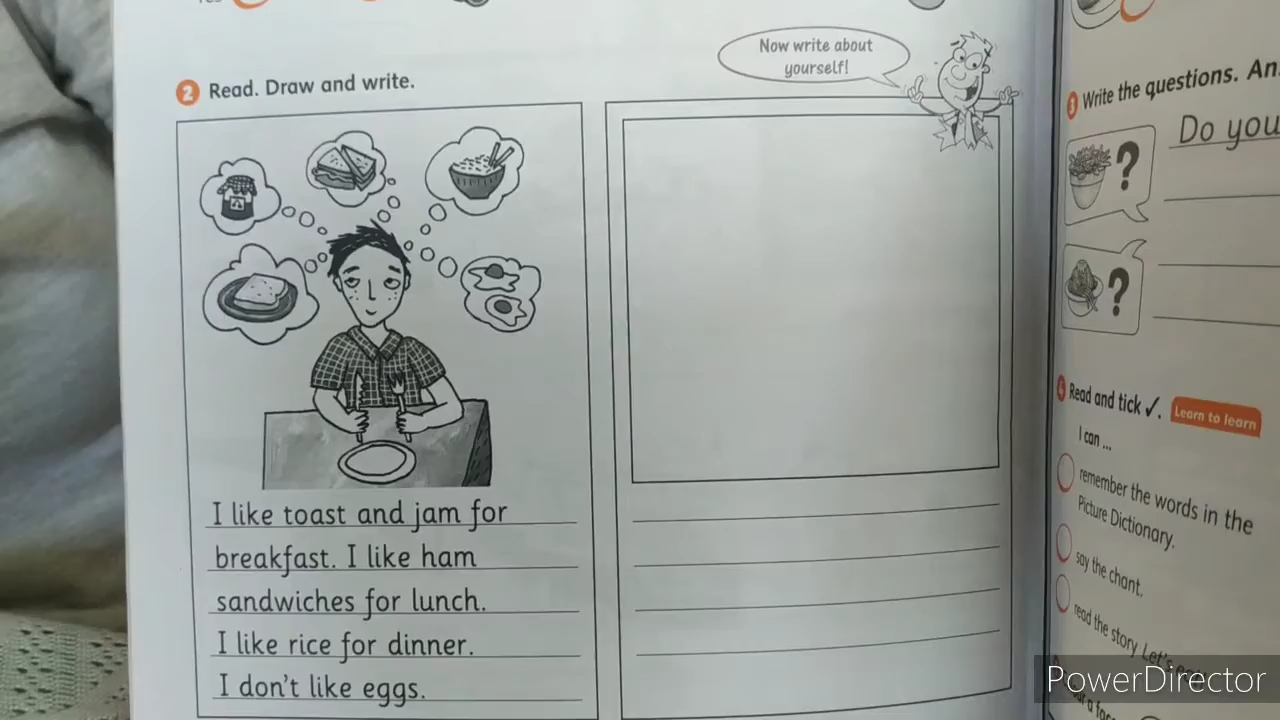 Now write about
yourself!
2 Read. Draw and write.
I like toast and jam for
breakfast. I like ham
sandwiches for lunch.
I like rice for dinner.
I don't like eggs.
3 Write the questions.
Do you
?
?
4 Read and tick ✓. Learn to learn
I can ...
remember the words in the
Picture Dictionary.
say the chant.
read the story Let's
PowerDirector